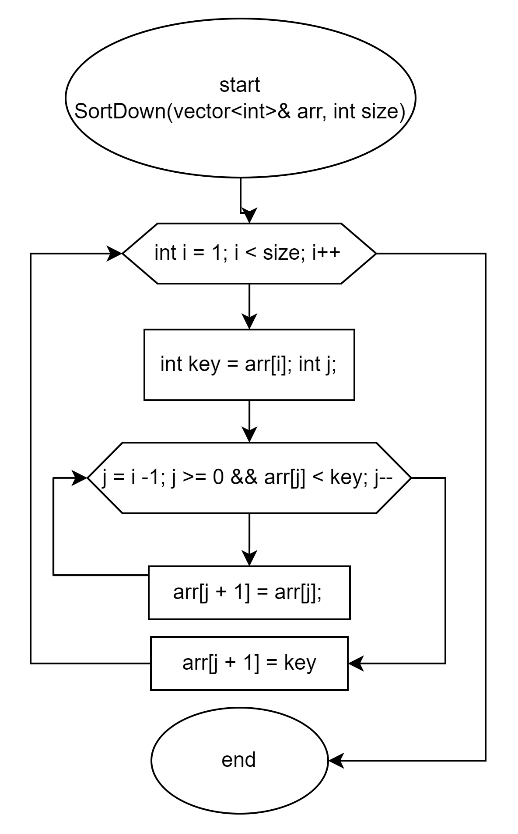 start
SortDown(vector<int>& arr, int size)
int i = 1; i < size; i++
int key = arr[i]; int j;
j = i -1; j >= 0 && arr[j] < key; j--
arr[j + 1] = arr[j];
arr[j + 1] = key
end